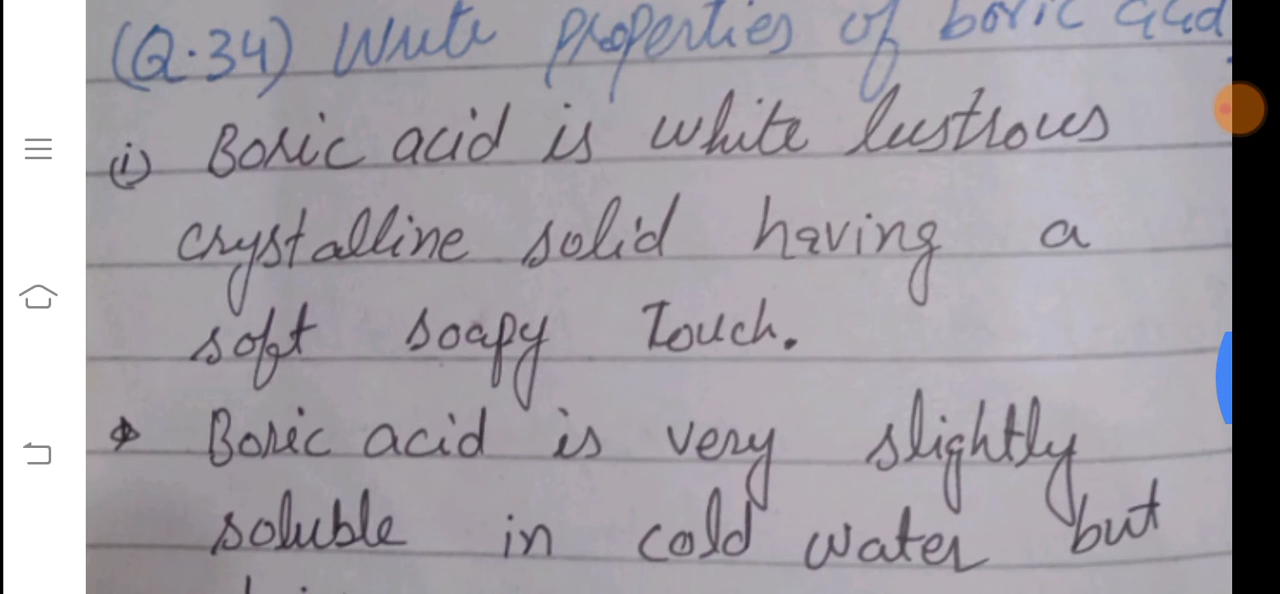 (Q.34) Write properties of boric acid
(i) Boric acid is white lustrous
crystalline solid having a
soft soapy Touch.
Boric acid is very slightly
soluble in cold water but